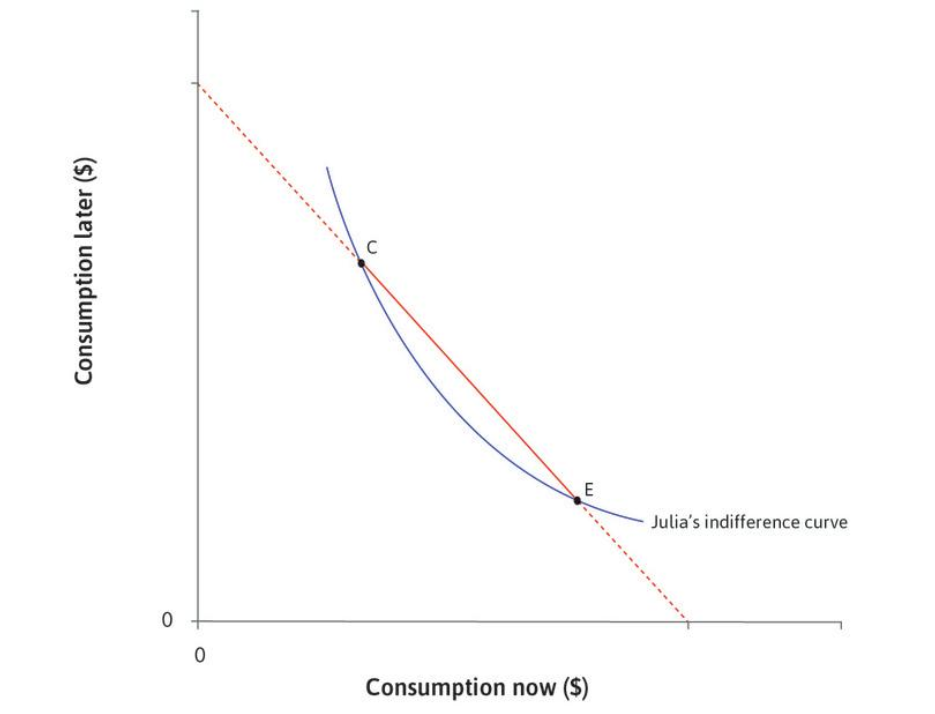 Consumption later ($)
C
E
Julia's indifference curve
0
0
Consumption now ($)